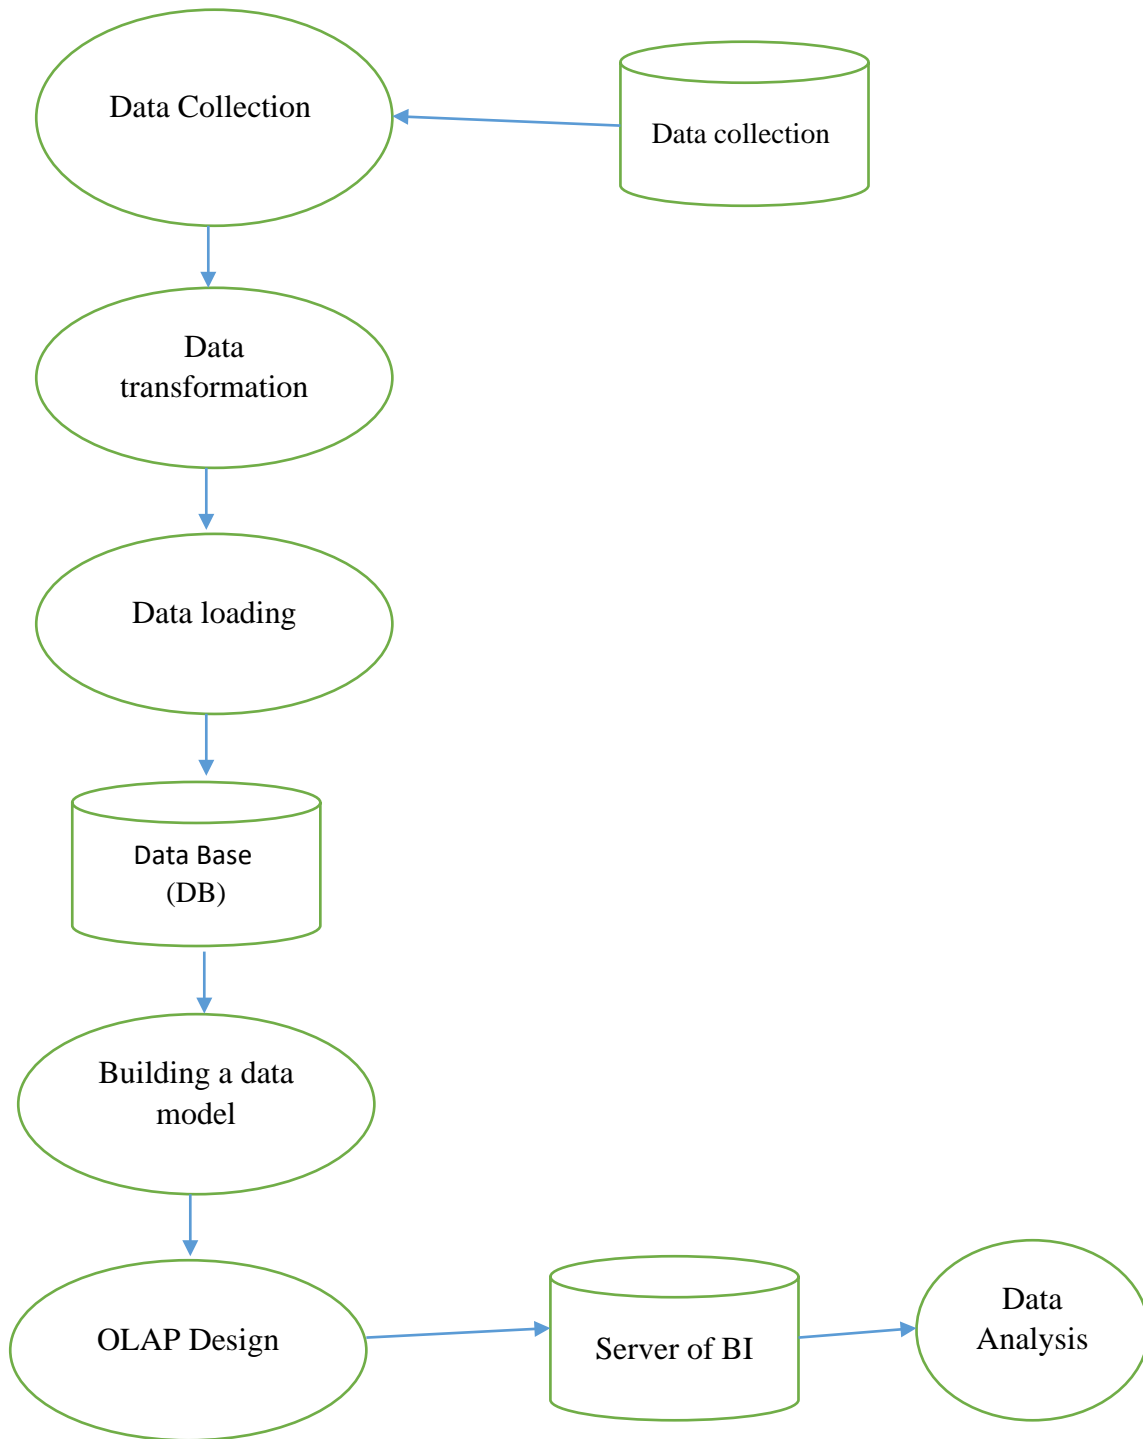 Data Collection
Data collection
Data
transformation
Data loading
Data Base
(DB)
Building a data
model
OLAP Design
Server of BI
Data
Analysis